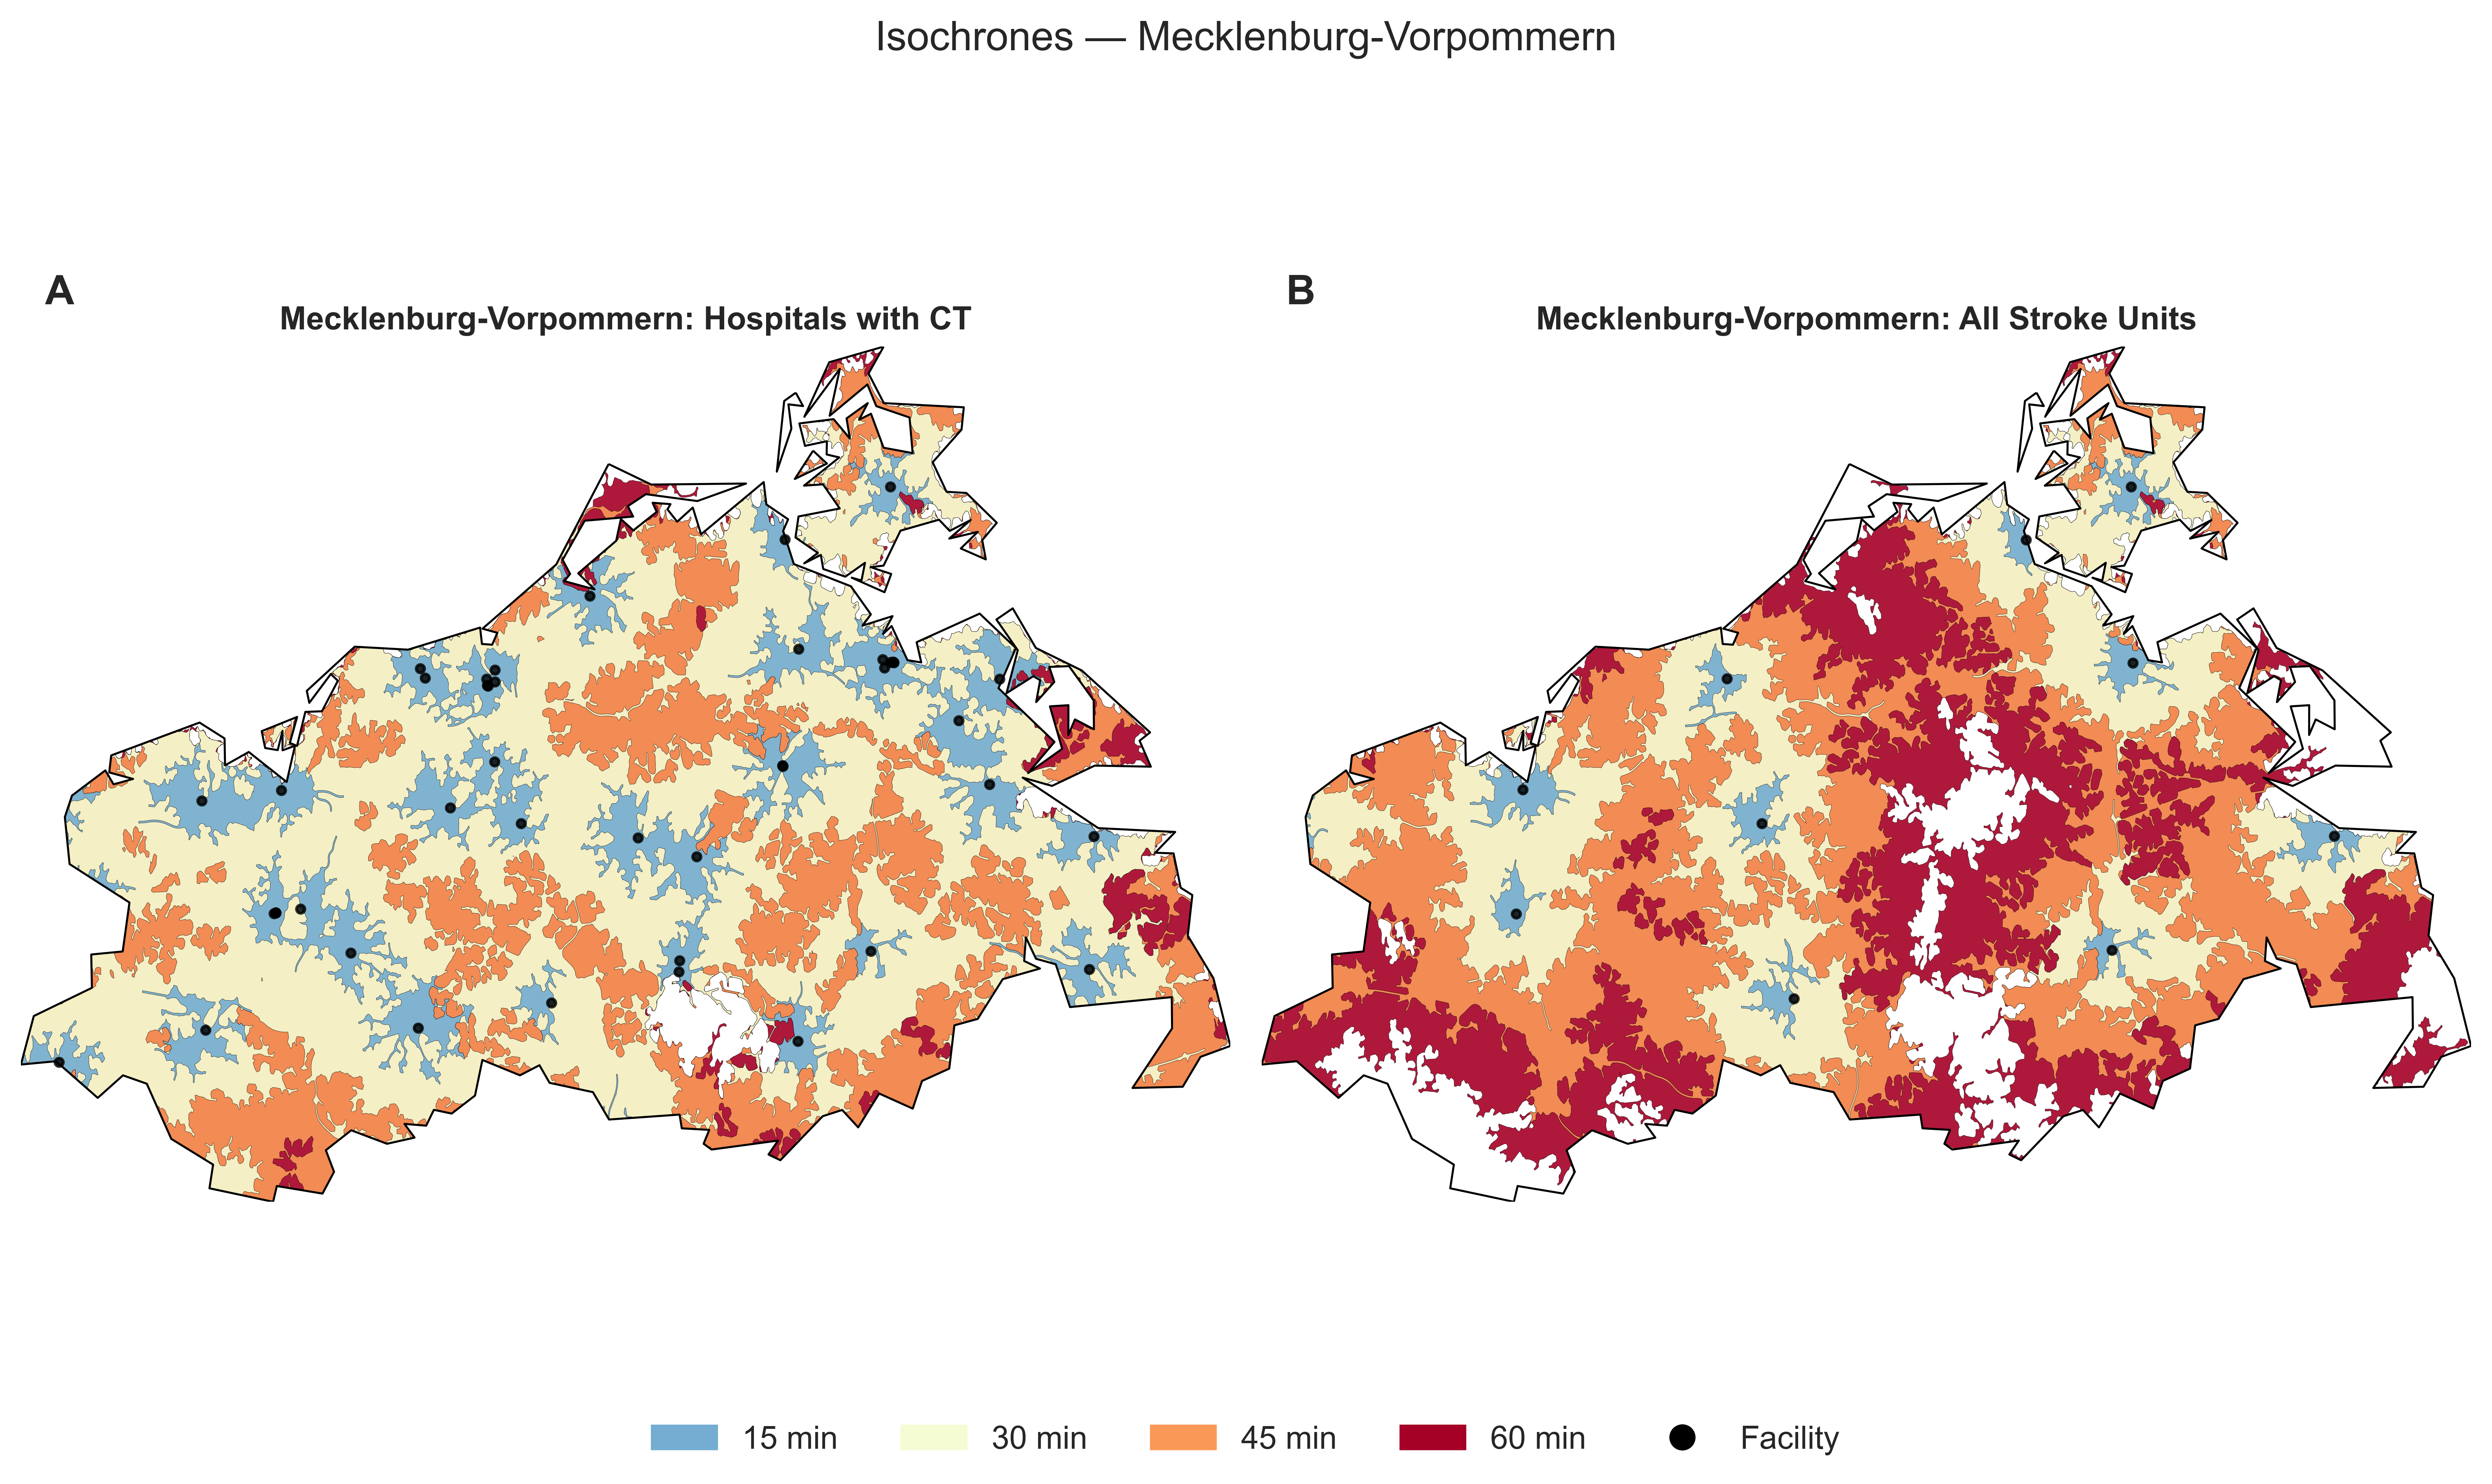 Isochrones — Mecklenburg-Vorpommern
A
Mecklenburg-Vorpommern: Hospitals with CT
B
Mecklenburg-Vorpommern: All Stroke Units
15 min
30 min
45 min
60 min
Facility